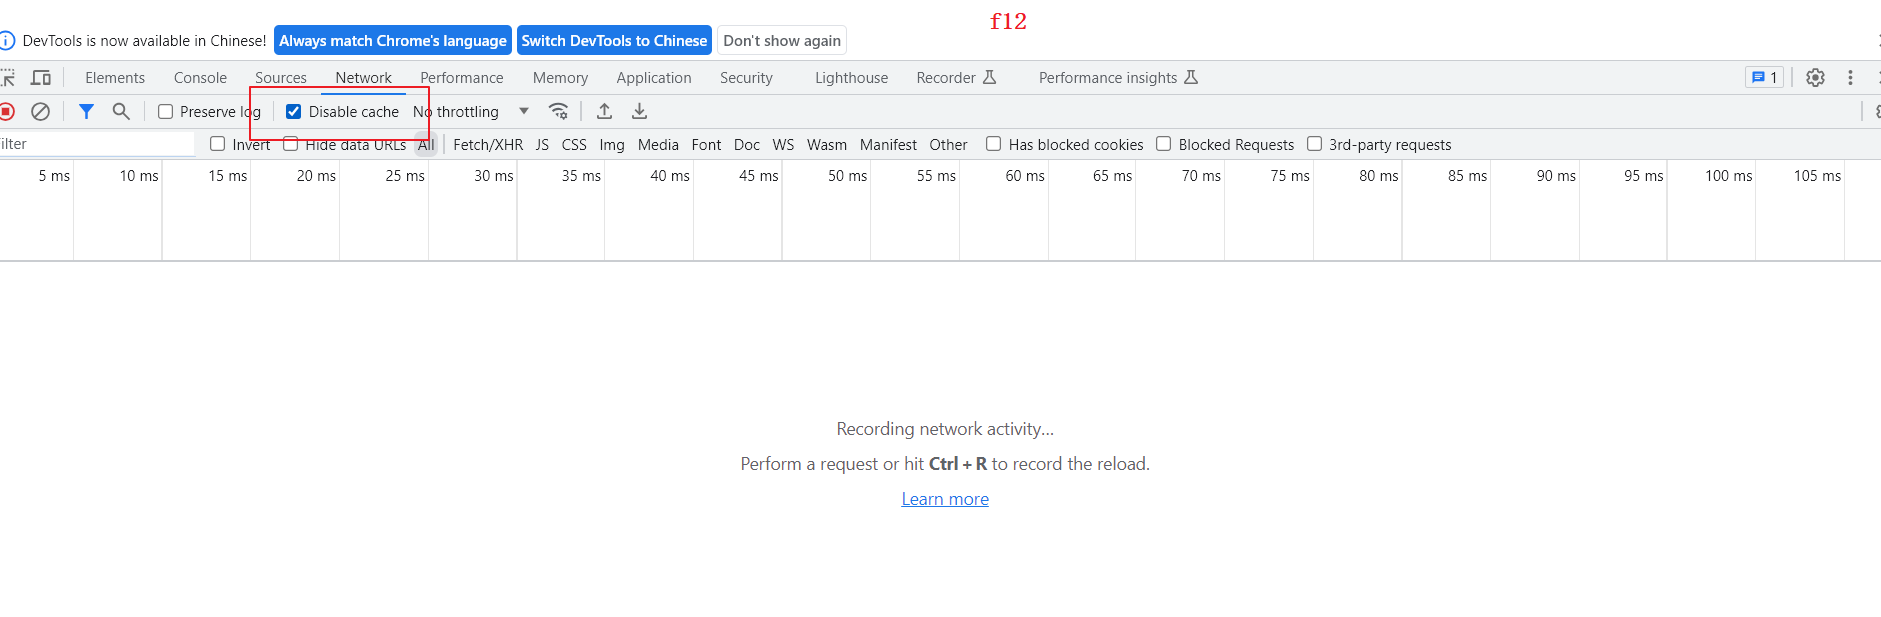 f12
DevTools is now available in Chinese! Always match Chrome's language Switch DevTools to Chinese Don't show again
Elements Console Sources Network Performance Memory Application Security Lighthouse Recorder Performance insights 1
Preserve log Disable cache No throttling
ilter Invert Hide data URLs All Fetch/XHR JS CSS Img Media Font Doc WS Wasm Manifest Other Has blocked cookies Blocked Requests 3rd-party requests
5 ms 10 ms 15 ms 20 ms 25 ms 30 ms 35 ms 40 ms 45 ms 50 ms 55 ms 60 ms 65 ms 70 ms 75 ms 80 ms 85 ms 90 ms 95 ms 100 ms 105 ms
Recording network activity...
Perform a request or hit Ctrl + R to record the reload.
Learn more